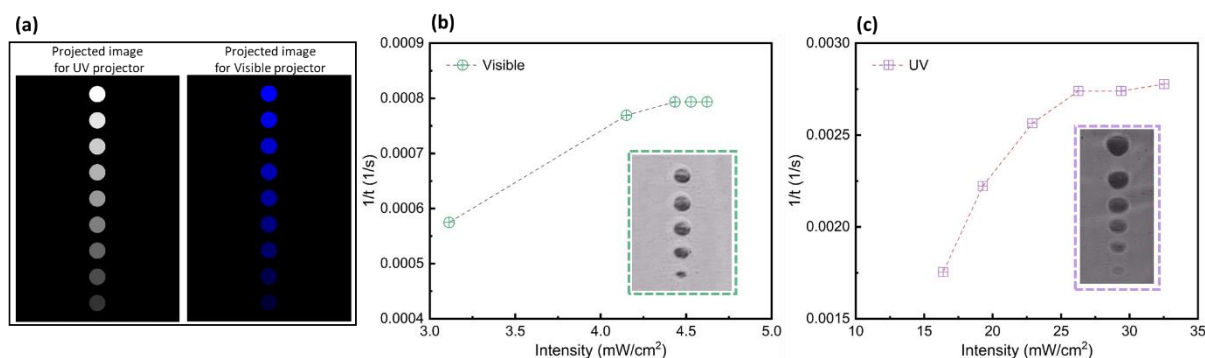 (a)
Projected image
for UV projector
Projected image
for Visible projector
(b)
0.0009
0.0008
0.0007
0.0006
0.0005
0.0004
1/t (1/s)
Visible
3.0
3.5
4.0
4.5
5.0
Intensity (mW/cm²)
(c)
0.0030
0.0025
0.0020
0.0015
1/t (1/s)
UV
10
15
20
25
30
35
Intensity (mW/cm²)